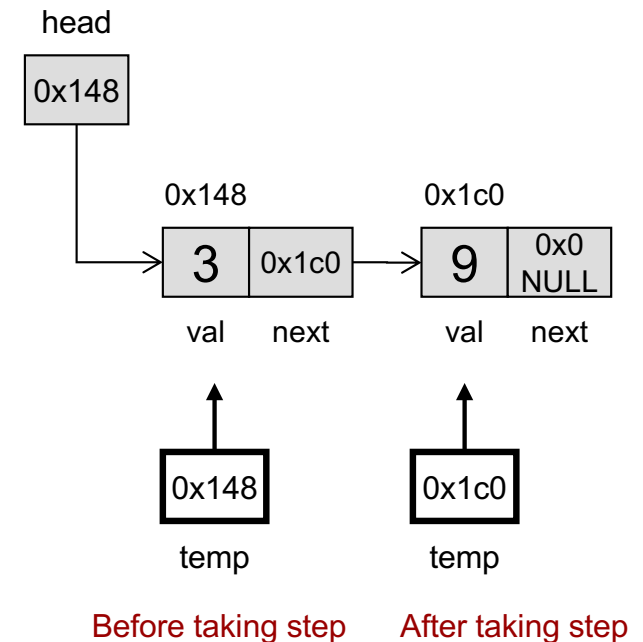 head
0x148
0x148 0x1c0
3 0x1c0 9 0x0
NULL
val next val next
0x148 0x1c0
temp temp
Before taking step After taking step